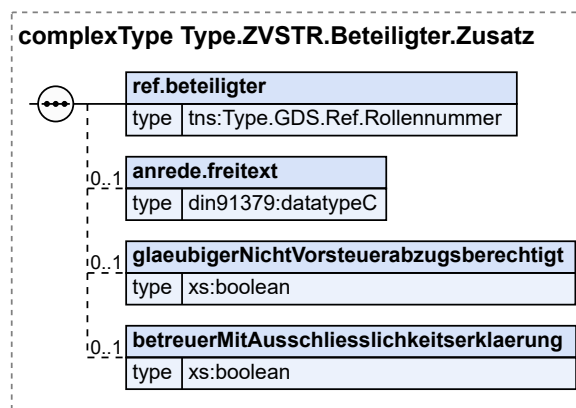 complexType Type.ZVSTR.Beteiligter.Zusatz
ref.beteiligter
type tns:Type.GDS.Ref.Rollennummer
0..1 anrede.freitext
type din91379:datatypeC
0..1 glaeubigerNichtVorsteuerabzugsberechtigt
type xs:boolean
0..1 betreuerMitAusschliesslichkeitserklaerung
type xs:boolean